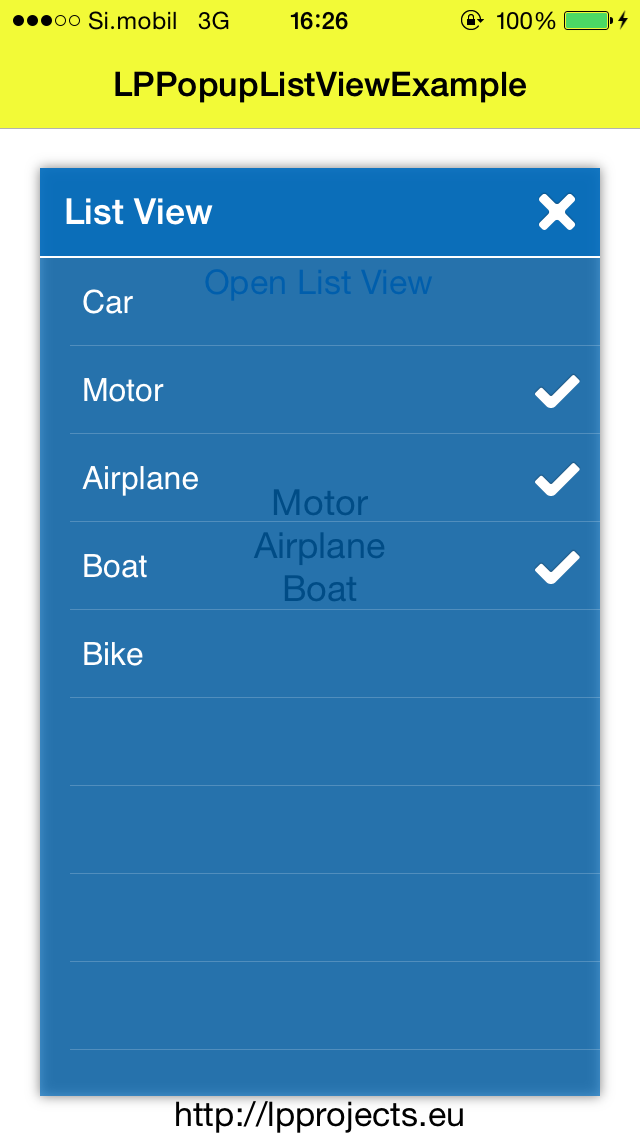 Si.mobil 3G 16:26 100%
LPPopupListViewExample
List View
Open List View
Car
Motor
Airplane
Motor
Airplane
Boat
Boat
Bike
http://lpprojects.eu